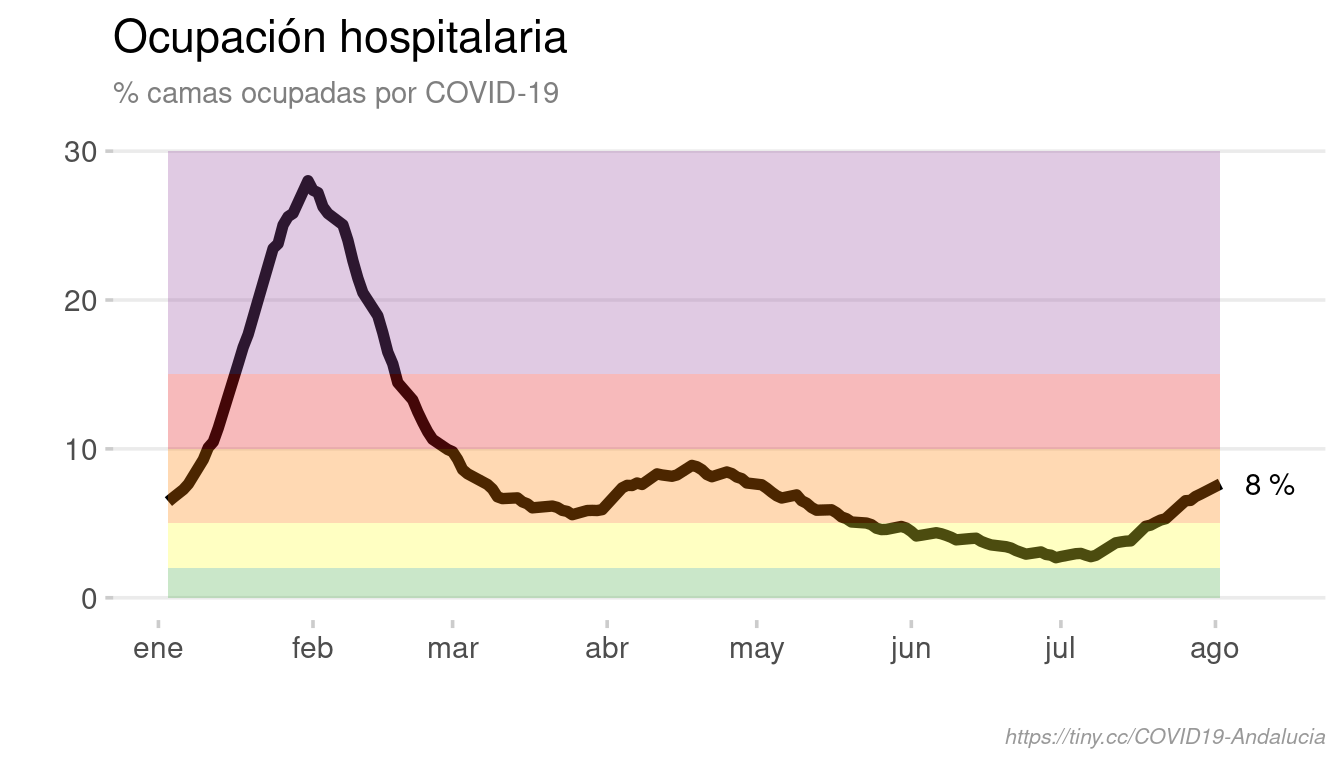 Ocupación hospitalaria
% camas ocupadas por COVID-19
30
20
10
0
8 %
ene feb mar abr may jun jul ago
https://tiny.cc/COVID19-Andalucia